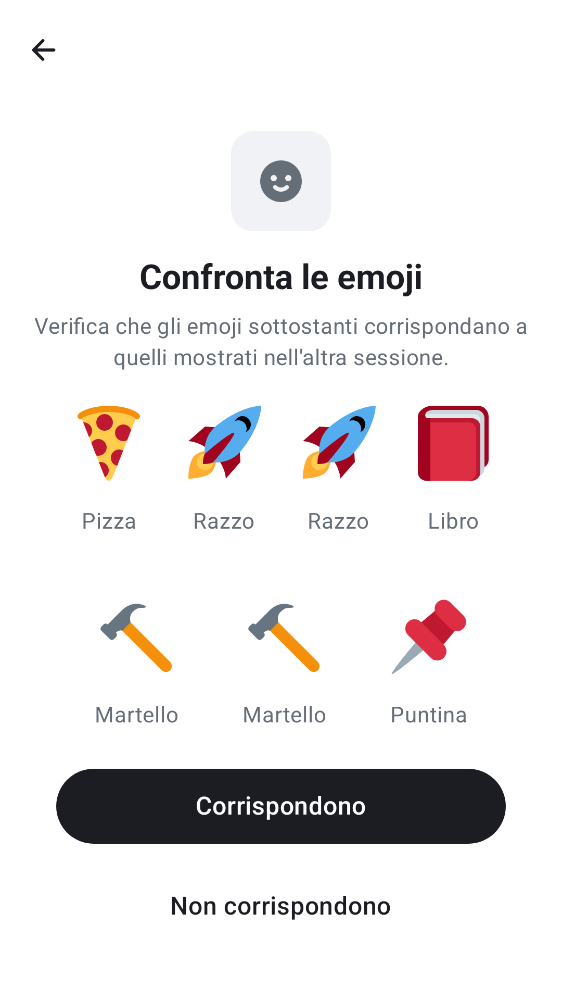 Confronta le emoji
Verifica che gli emoji sottostanti corrispondano a
quelli mostrati nell'altra sessione.
Pizza Razzo Razzo Libro
Martello Martello Puntina
Corrispondono
Non corrispondono